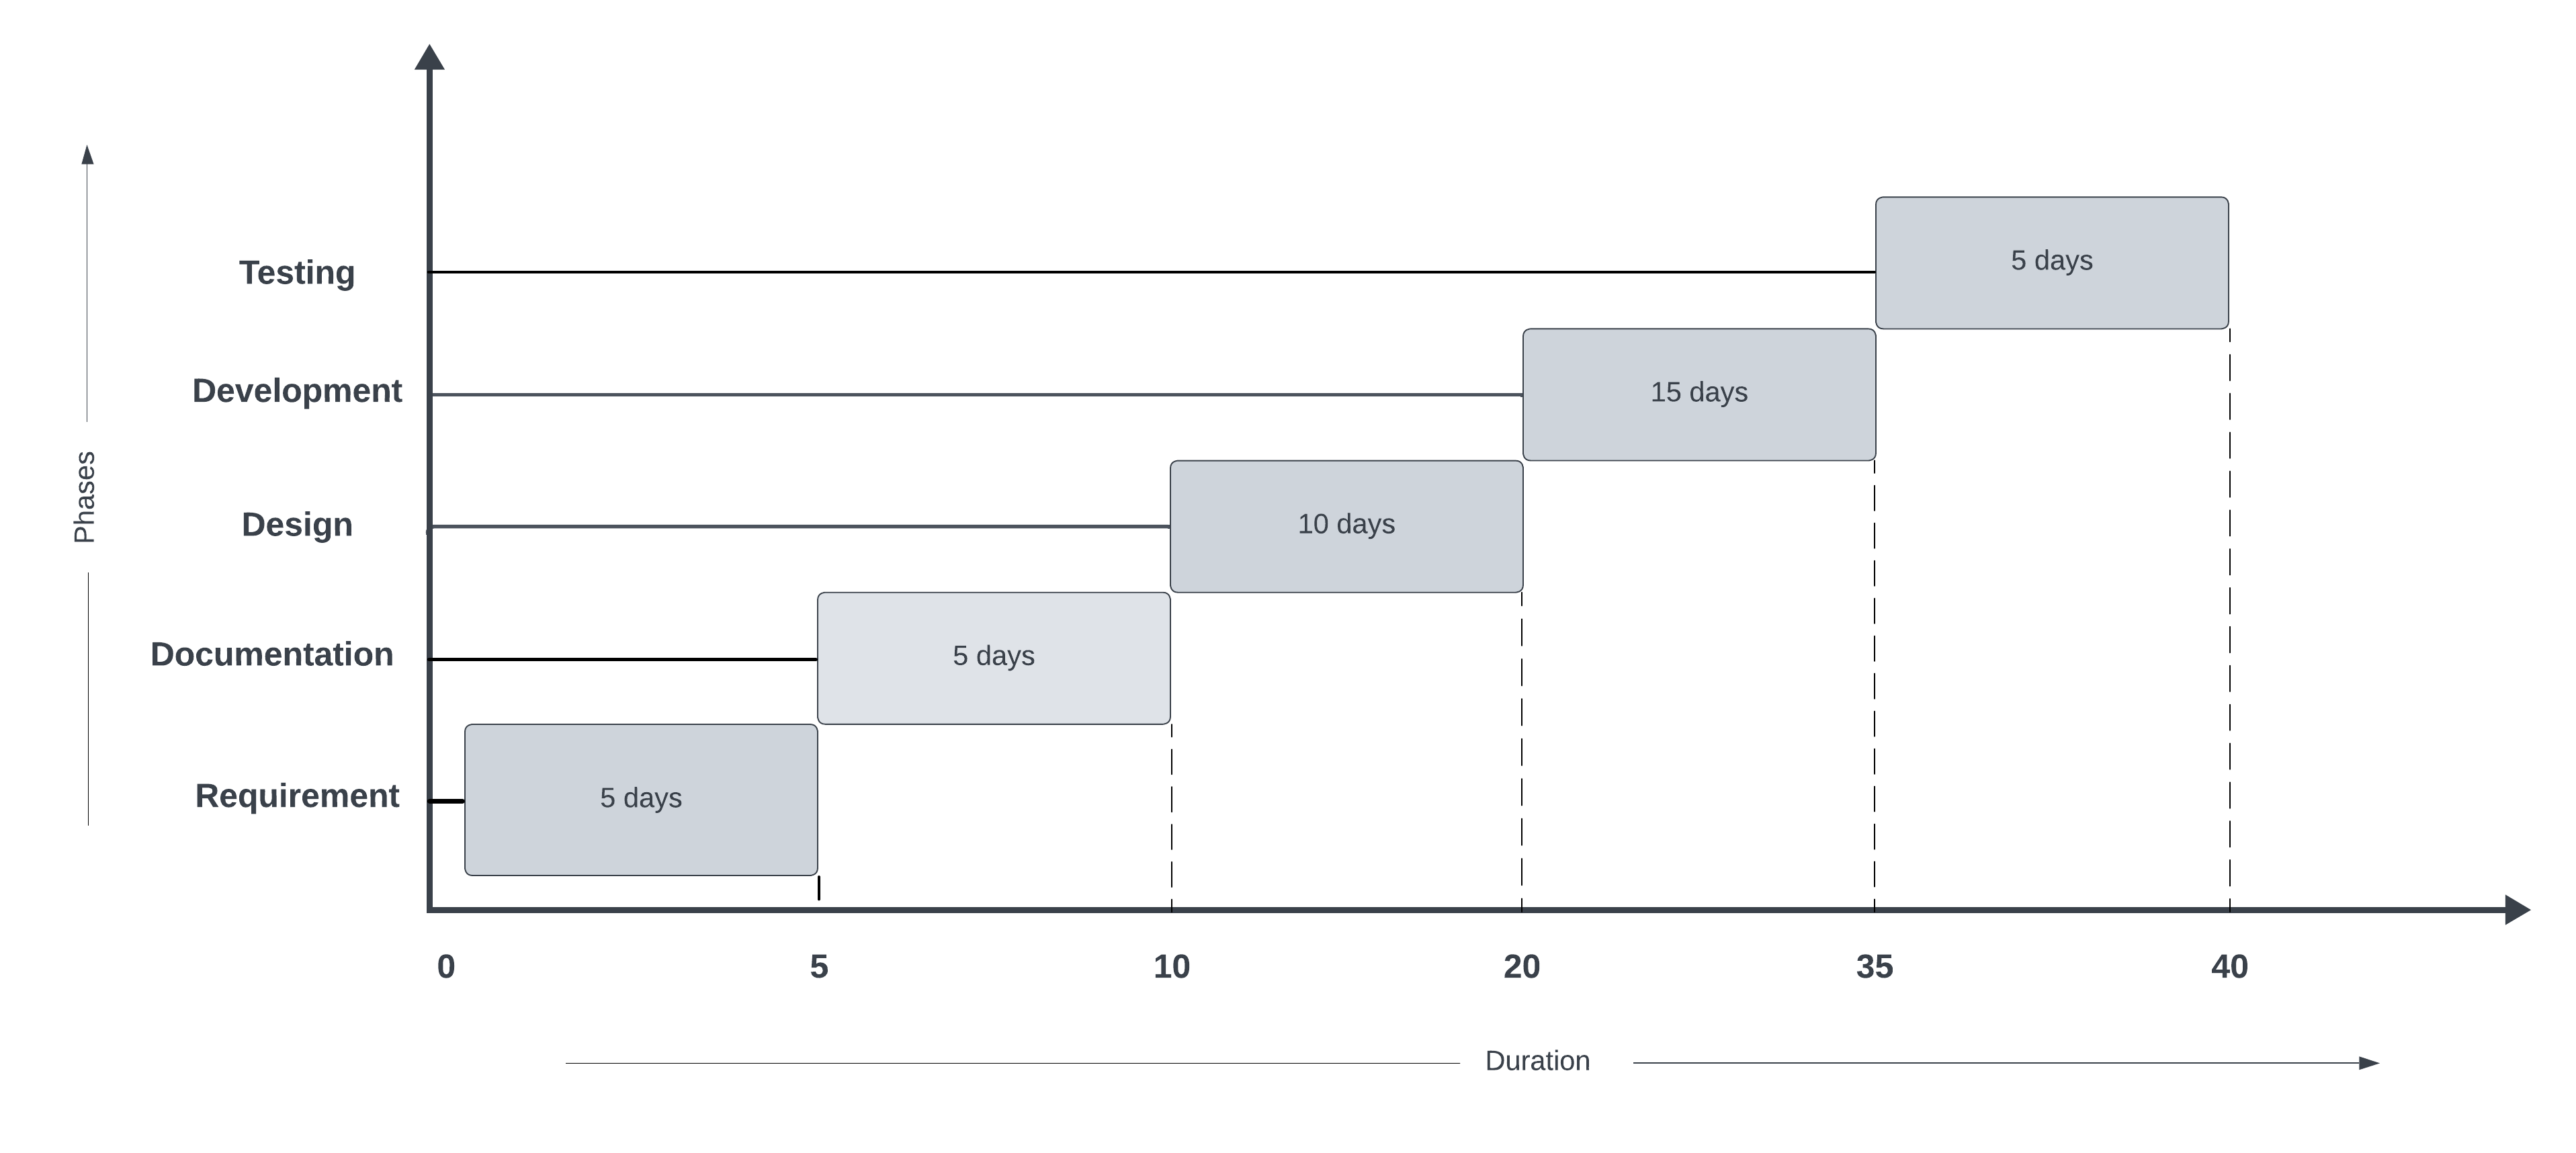 Testing
5 days
Development
15 days
Phases
Design
10 days
Documentation
5 days
Requirement
5 days
0 5 10 20 35 40
Duration